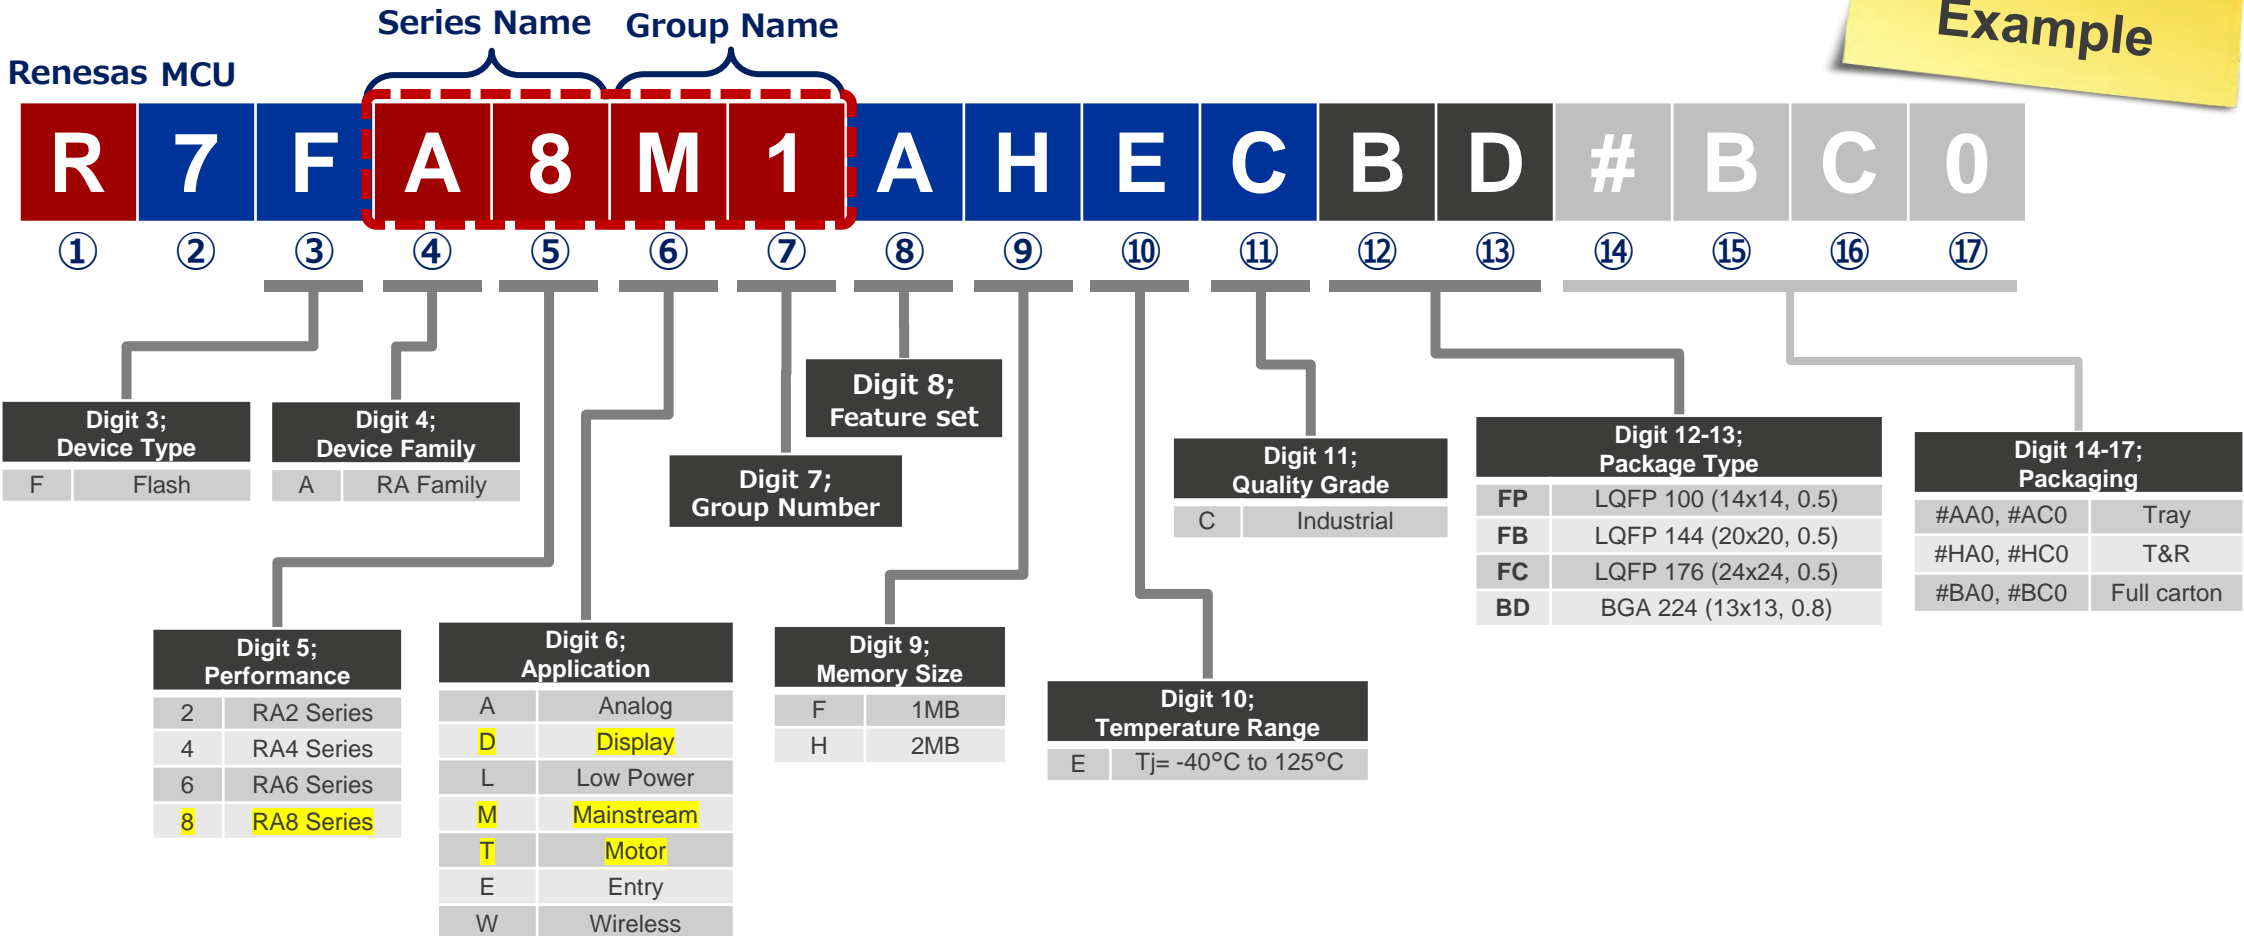 Example
Series Name Group Name
Renesas MCU
R 7 F A 8 M 1 A H E C B D # B C 0
① ② ③ ④ ⑤ ⑥ ⑦ ⑧ ⑨ ⑩ ⑪ ⑫ ⑬ ⑭ ⑮ ⑯ ⑰
Digit 3;
Device Type
F Flash
Digit 4;
Device Family
A RA Family
Digit 5;
Performance
2 RA2 Series
4 RA4 Series
6 RA6 Series
8 RA8 Series
Digit 6;
Application
A Analog
D Display
L Low Power
M Mainstream
T Motor
E Entry
W Wireless
Digit 7;
Group Number
Digit 8;
Feature set
Digit 9;
Memory Size
F 1MB
H 2MB
Digit 10;
Temperature Range
E Tj= -40°C to 125°C
Digit 11;
Quality Grade
C Industrial
Digit 12-13;
Package Type
FP LQFP 100 (14x14, 0.5)
FB LQFP 144 (20x20, 0.5)
FC LQFP 176 (24x24, 0.5)
BD BGA 224 (13x13, 0.8)
Digit 14-17;
Packaging
#AA0, #AC0 Tray
#HA0, #HC0 T&R
#BA0, #BC0 Full carton